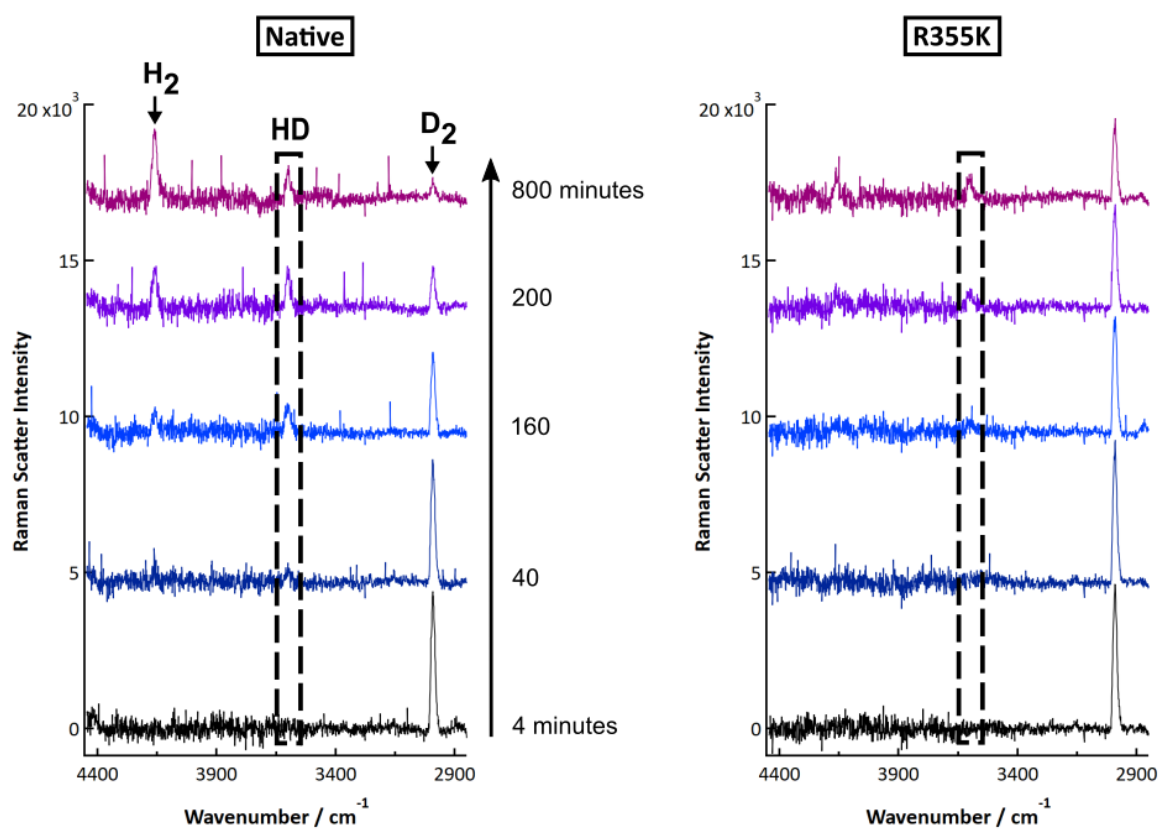 Native
R355K
H2
HD
D2
20 x10³
15
10
5
0
Raman Scatter Intensity
4400
3900
3400
2900
Wavenumber / cm⁻¹
800 minutes
200
160
40
4 minutes
20 x10³
15
10
5
0
Raman Scatter Intensity
4400
3900
3400
2900
Wavenumber / cm⁻¹